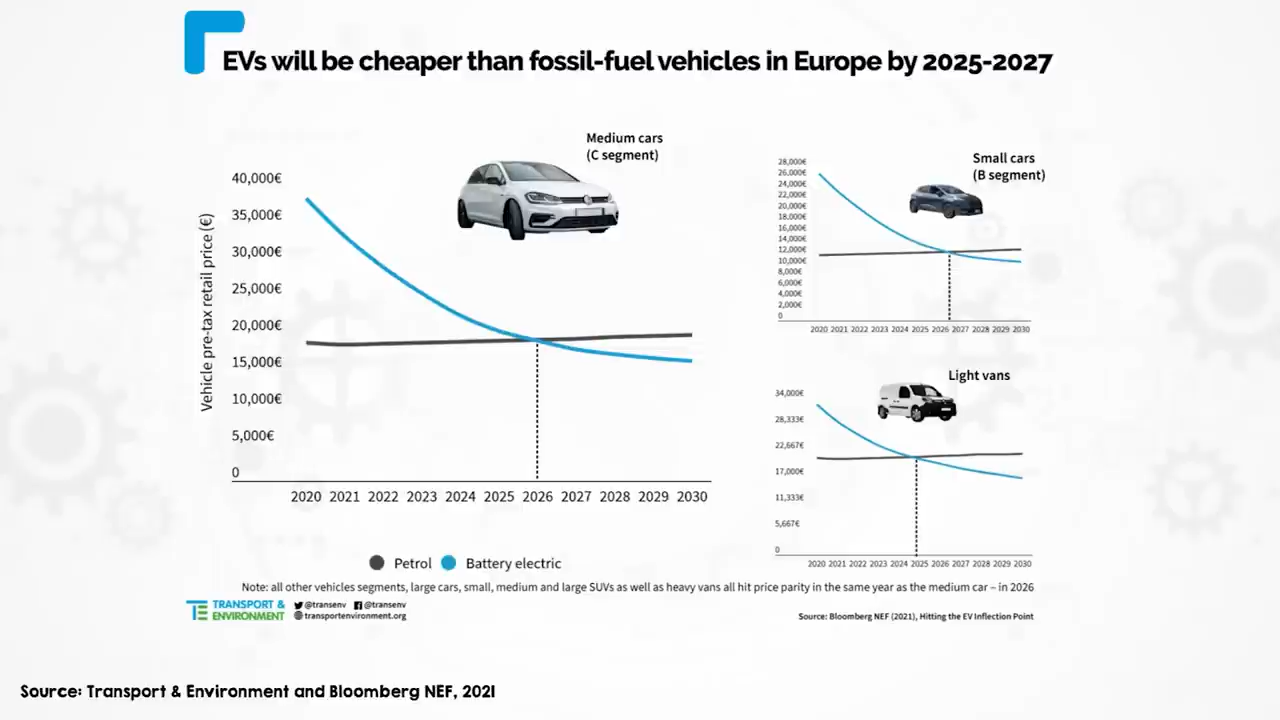 EVs will be cheaper than fossil-fuel vehicles in Europe by 2025-2027
Medium cars
(C segment)
Vehicle pre-tax retail price (€)
40,000€
35,000€
30,000€
25,000€
20,000€
15,000€
10,000€
5,000€
0
2020 2021 2022 2023 2024 2025 2026 2027 2028 2029 2030
Small cars
(B segment)
28,000€
26,000€
24,000€
22,000€
20,000€
18.000€
16,000€
14,000€
12,000€
10,000€
8,000€
6,000€
4,000€
2,000€
0
2020 2021 2022 2023 2024 2025 2026 2027 2028 2029 2030
Light vans
34,000€
28,333€
22,667€
17,000€
11,333€
5,667€
0
2020 2021 2022 2023 2024 2025 2026 2027 2028 2029 2030
Petrol Battery electric
Note: all other vehicles segments, large cars, small, medium and large SUVs as well as heavy vans all hit price parity in the same year as the medium car – in 2026
TE TRANSPORT & ENVIRONMENT
@transenv @transenv
transportenvironment.org
Source: Bloomberg NEF (2021), Hitting the EV Inflection Point
Source: Transport & Environment and Bloomberg NEF, 2021